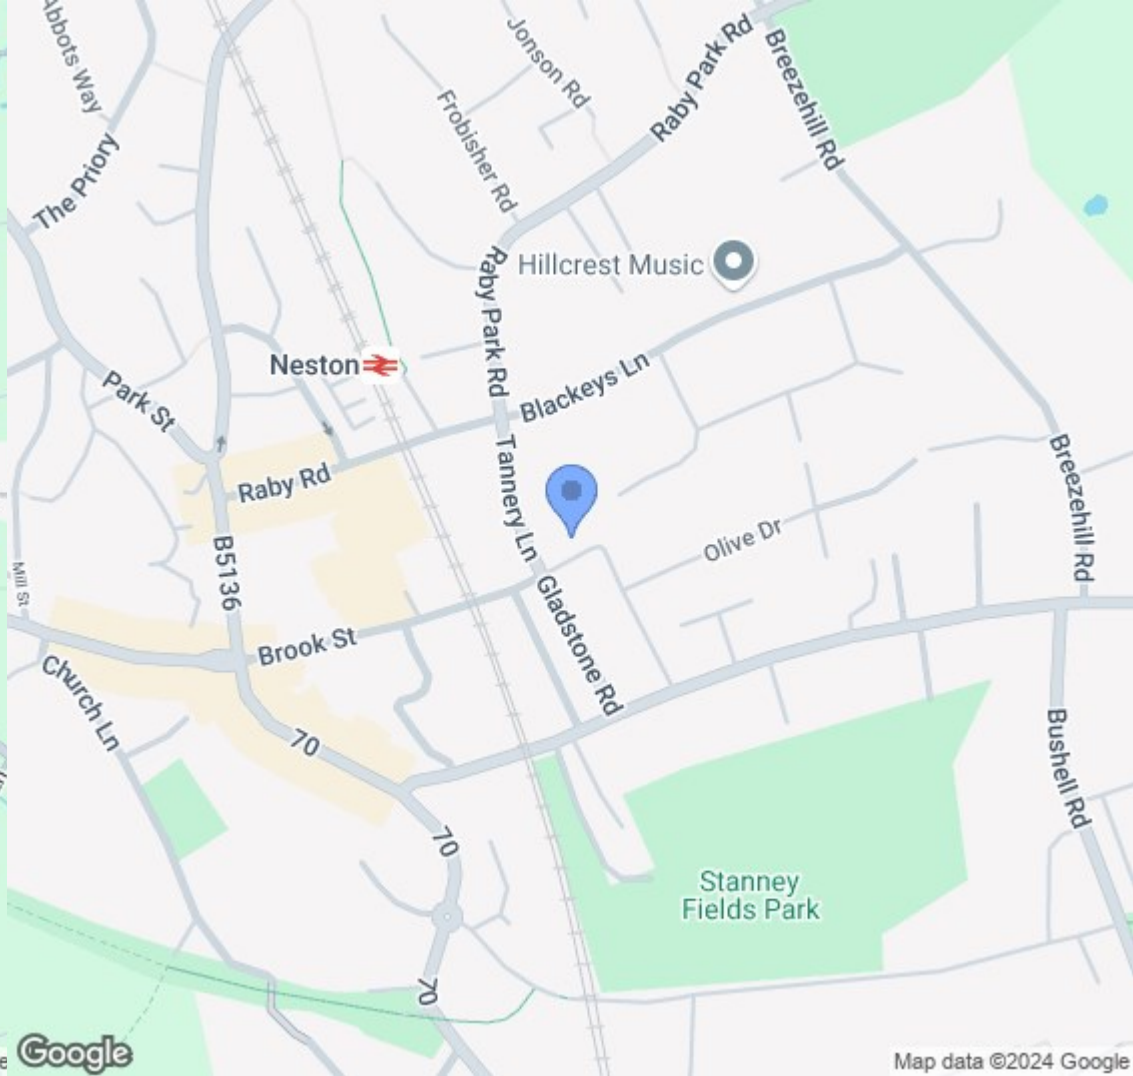 Abbots Way
The Priory
Jonson Rd
Frobisher Rd
Raby Park Rd
Breezehill Rd
Raby Park Rd
Hillcrest Music
Neston
Park St
Blackeys Ln
Raby Rd
Tannery Ln
Olive Dr
Breezehill Rd
B5136
Mill St
Gladstone Rd
Brook St
Church Ln
70
Bushell Rd
70
Stanney
Fields Park
70
Google
Map data ©2024 Google